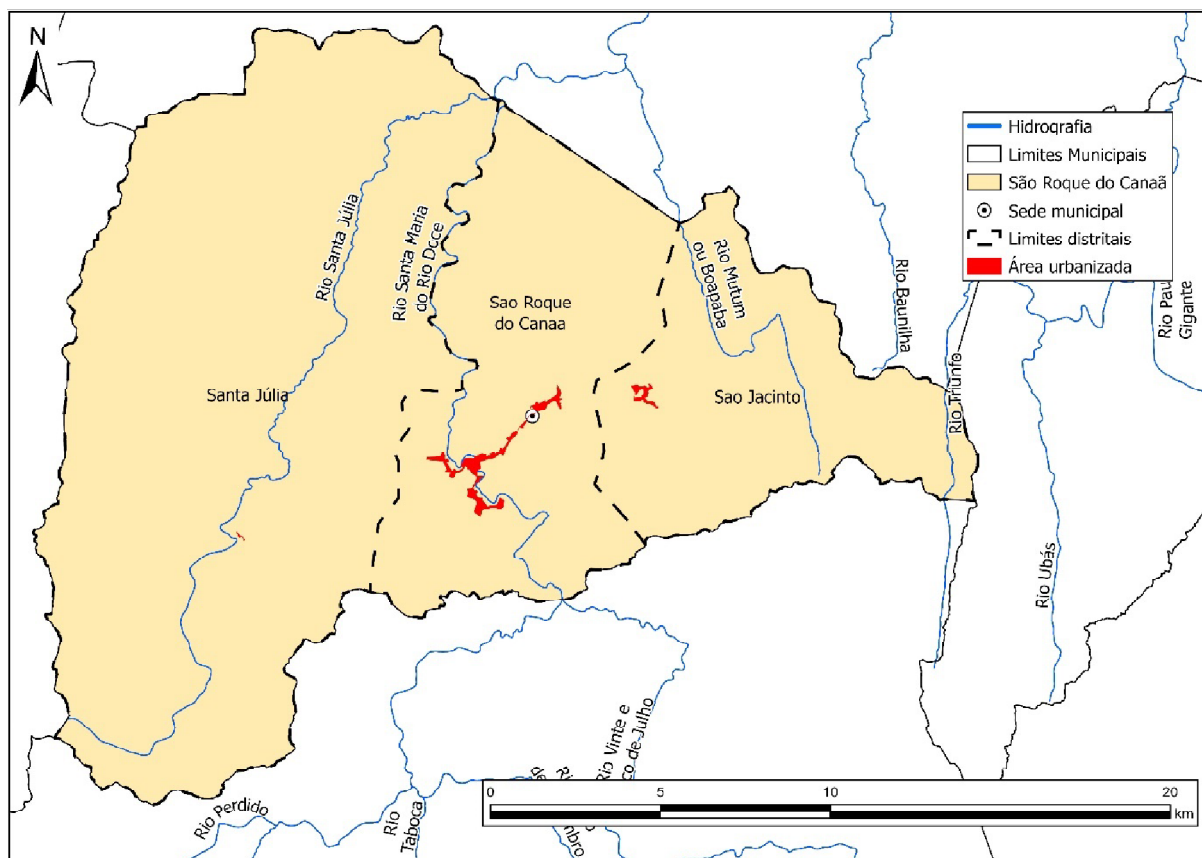 N
Hidrografia
Limites Municipais
São Roque do Canaã
Sede municipal
Limites distritais
Área urbanizada
Rio Santa Júlia
Rio Santa Maria
do Rio Doce
Rio Mutum
ou Boapaba
Rio Baunilha
Rio Pau
Gigante
Sao Roque
do Canaa
Santa Júlia
Sao Jacinto
Rio Triunfo
Rio Ubás
Rio Vinte e
co de Julho
Rio Perdido
Rio
Taboca
Ri
de
o
mbro
0
5
10
20
km